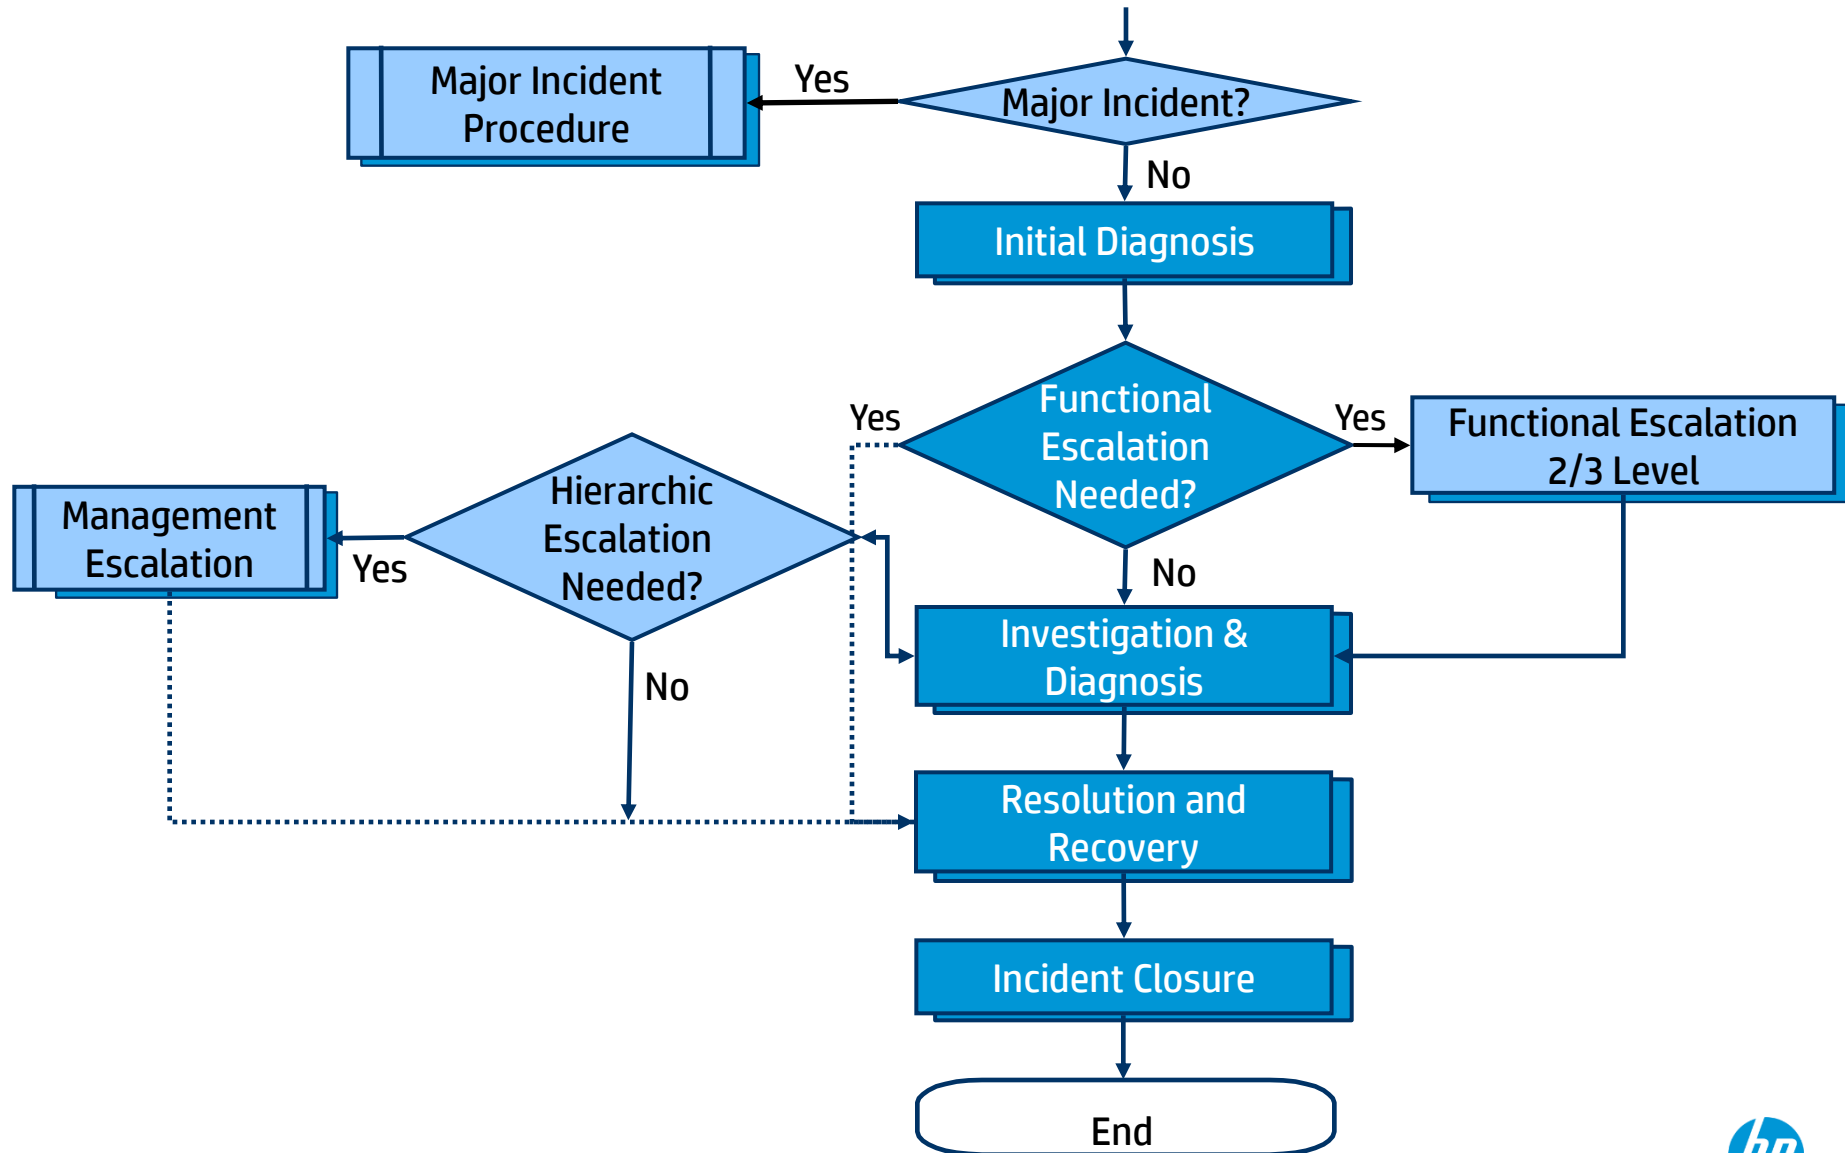 Major Incident
Procedure
Yes
Major Incident?
No
Initial Diagnosis
Functional
Escalation
Needed?
Yes
Yes
Functional Escalation
2/3 Level
No
Hierarchic
Escalation
Needed?
Management
Escalation
Yes
No
Investigation &
Diagnosis
Resolution and
Recovery
Incident Closure
End
hp